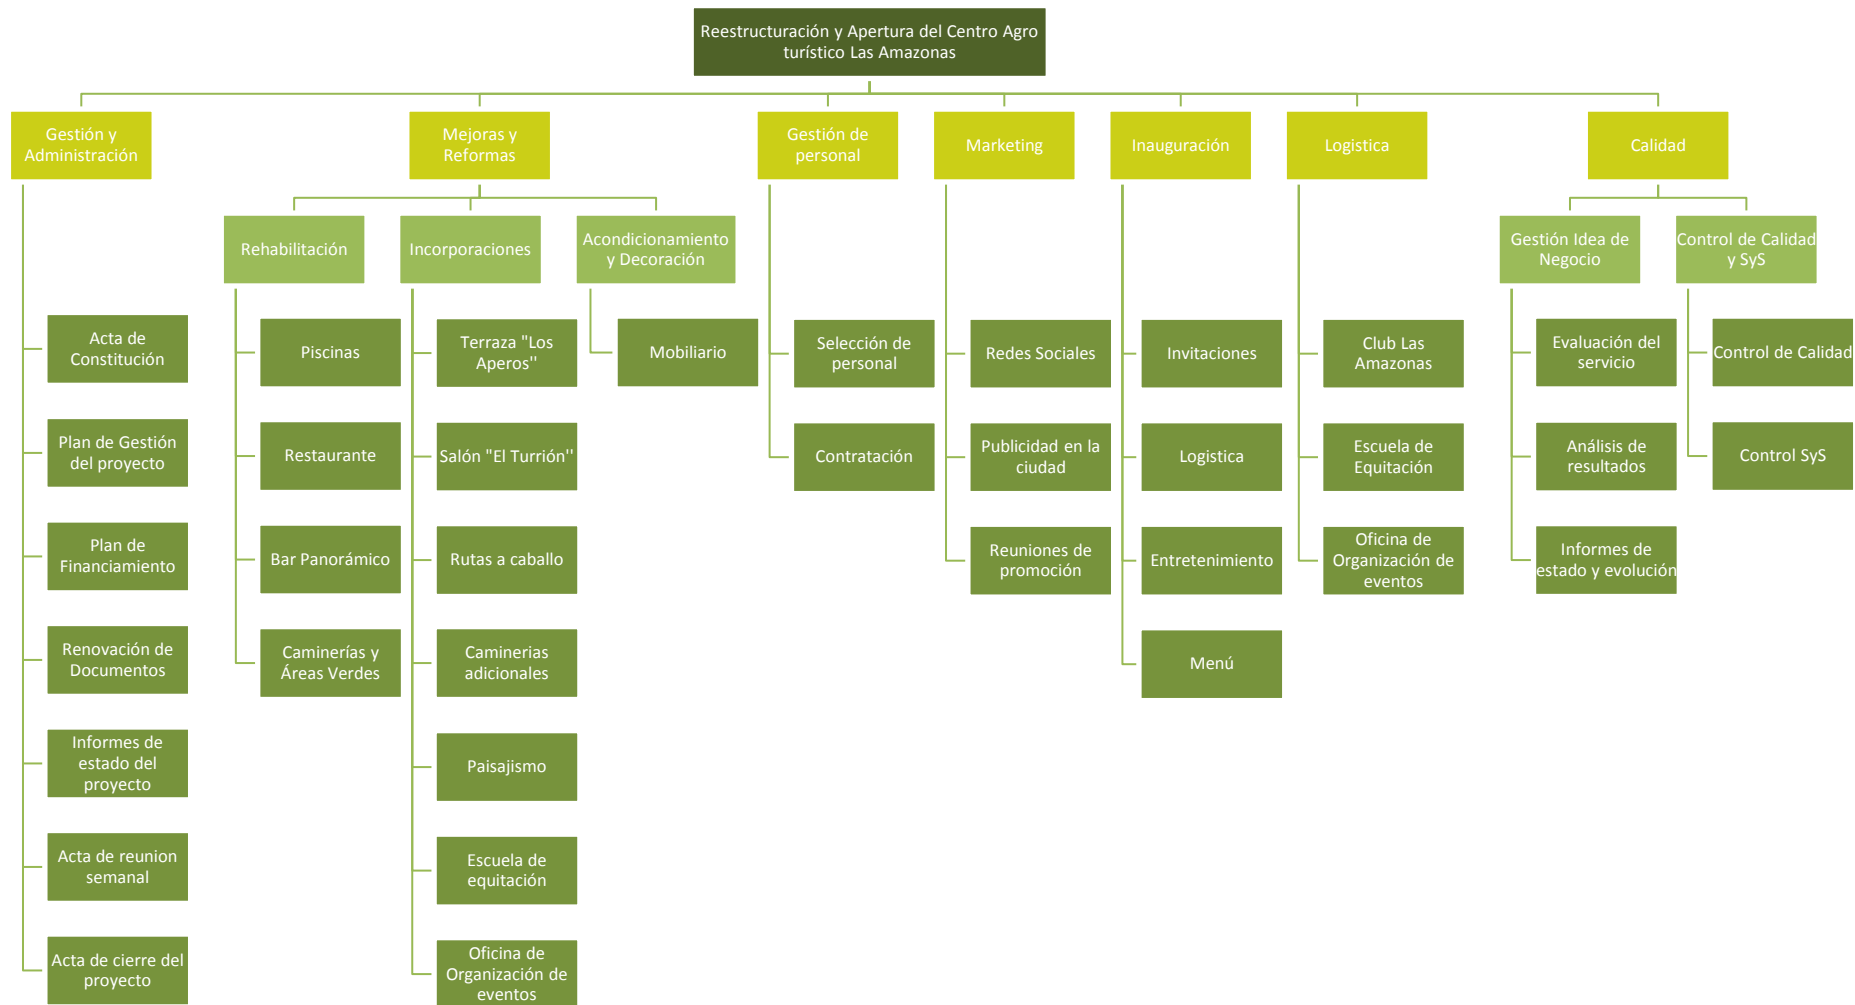 Reestructuración y Apertura del Centro Agro
turístico Las Amazonas
Gestión y
Administración
Acta de
Constitución
Plan de Gestión
del proyecto
Plan de
Financiamiento
Renovación de
Documentos
Informes de
estado del
proyecto
Acta de reunion
semanal
Acta de cierre del
proyecto
Mejoras y
Reformas
Rehabilitación
Piscinas
Restaurante
Bar Panorámico
Caminerías y
Áreas Verdes
Incorporaciones
Terraza "Los
Aperos''
Salón "El Turrión''
Rutas a caballo
Caminerias
adicionales
Paisajismo
Escuela de
equitación
Oficina de
Organización de
eventos
Acondicionamiento
y Decoración
Mobiliario
Gestión de
personal
Selección de
personal
Contratación
Marketing
Redes Sociales
Publicidad en la
ciudad
Reuniones de
promoción
Inauguración
Invitaciones
Logistica
Entretenimiento
Menú
Logistica
Club Las
Amazonas
Escuela de
Equitación
Oficina de
Organización de
eventos
Calidad
Gestión Idea de
Negocio
Evaluación del
servicio
Análisis de
resultados
Informes de
estado y evolución
Control de Calidad
y SyS
Control de Calidad
Control SyS